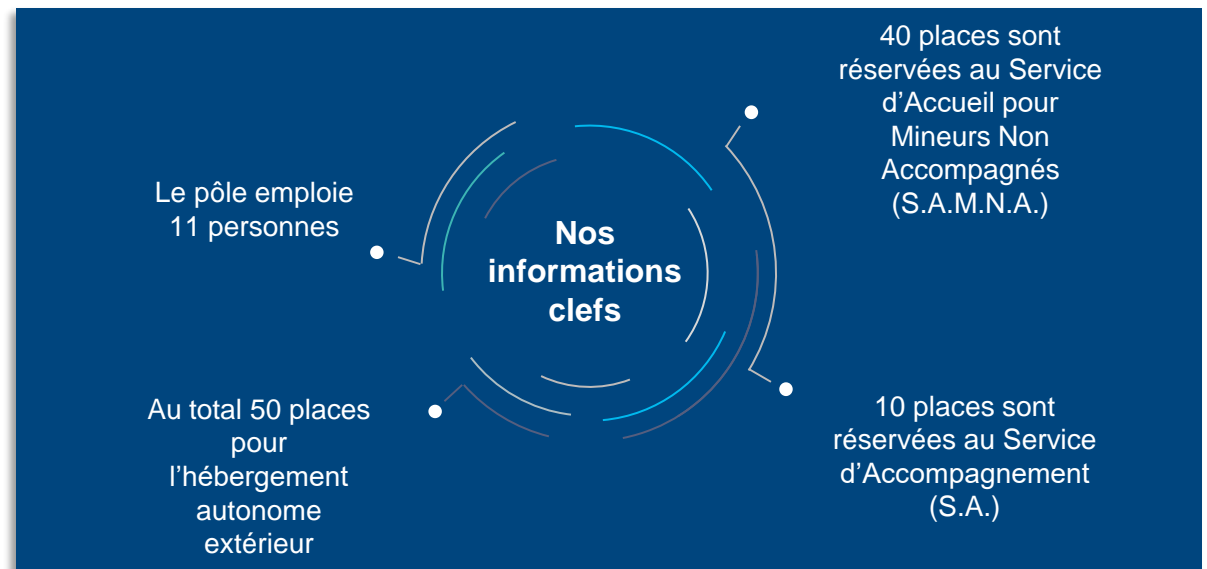 Le pôle emploie
11 personnes
Nos
informations
clefs
40 places sont
réservées au Service
d’Accueil pour
Mineurs Non
Accompagnés
(S.A.M.N.A.)
Au total 50 places
pour
l’hébergement
autonome
extérieur
10 places sont
réservées au Service
d’Accompagnement
(S.A.)